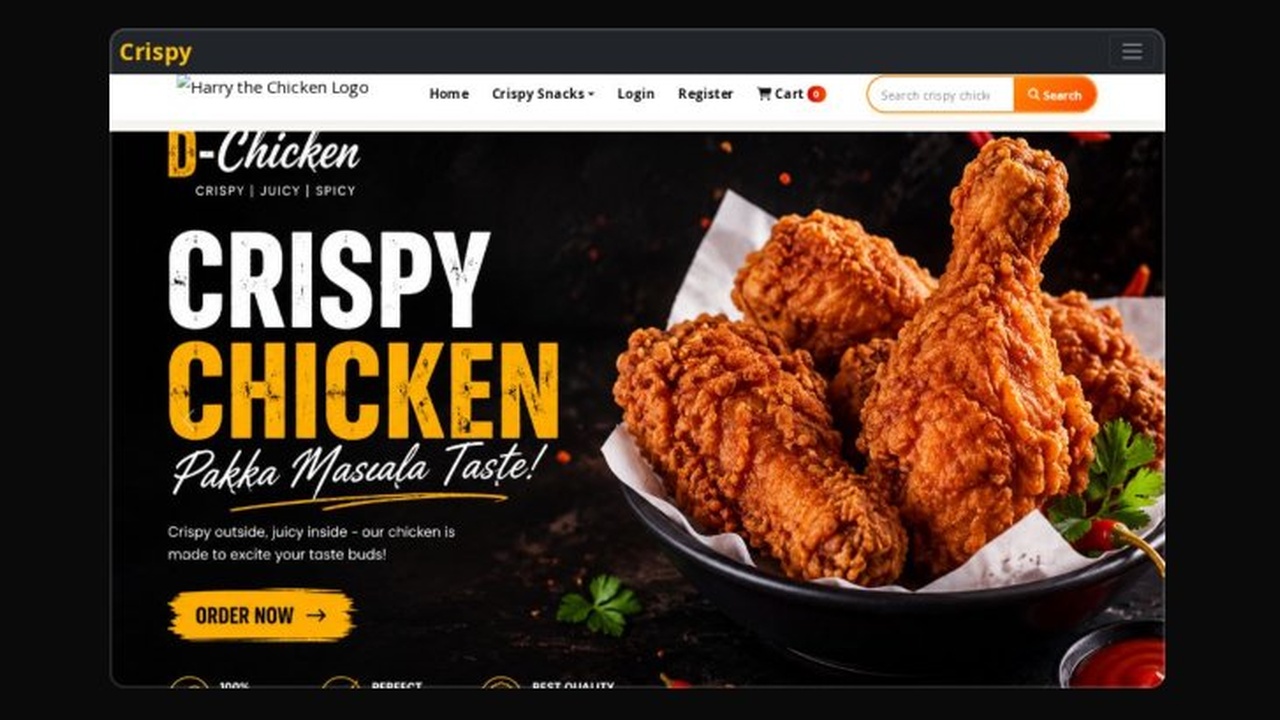 Crispy
Harry the Chicken Logo
Home Crispy Snacks Login Register Cart 0
Search crispy chick
Search
D-Chicken
CRISPY | JUICY | SPICY
CRISPY
CHICKEN
Pakka Masala Taste!
Crispy outside, juicy inside - our chicken is
made to excite your taste buds!
ORDER NOW →
100% PERFECT BEST QUALITY